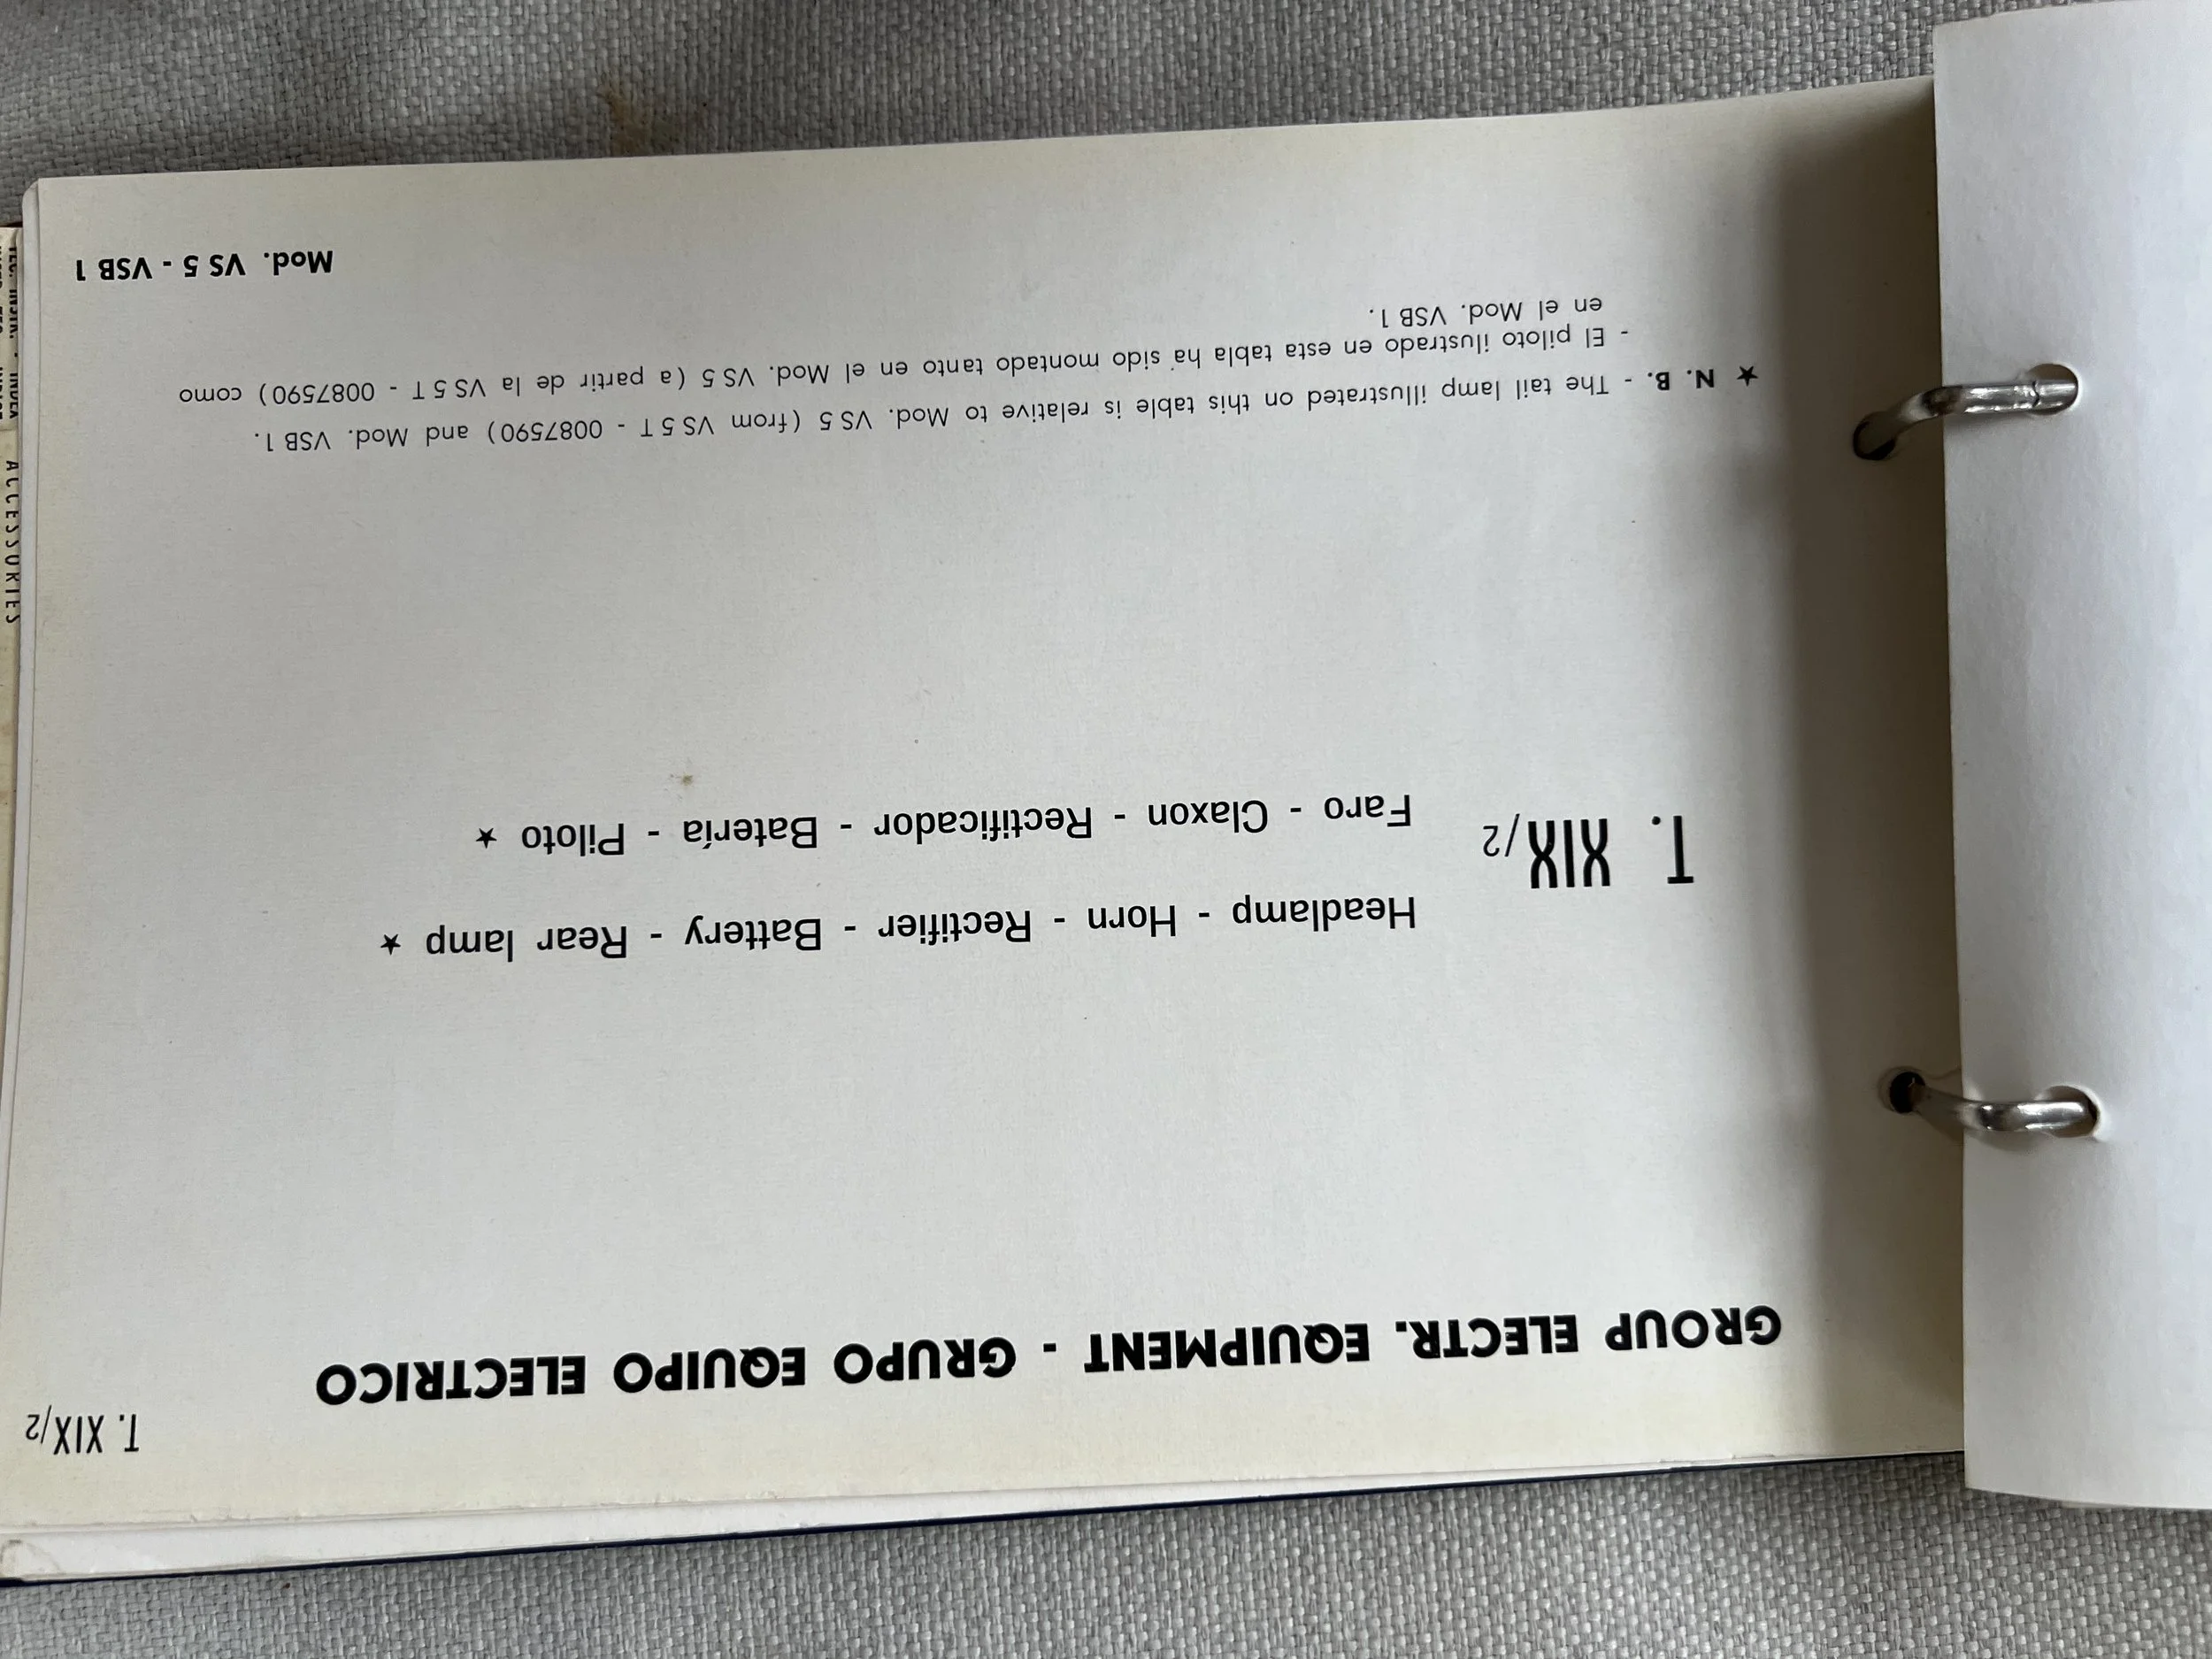 T. XIX/2
GROUP ELECTR. EQUIPMENT - GRUPO EQUIPO ELECTRICO
Headlamp - Horn - Rectifier - Battery - Rear lamp ★
T. XIX/2
Faro - Claxon - Rectificador - Batería - Piloto ★
★ N. B. - The tail lamp illustrated on this table is relative to Mod. VS 5 (from VS 5 T - 0087590) and Mod. VSB 1.
- El piloto ilustrado en esta tabla ha sido montado tanto en el Mod. VS 5 (a partir de la VS 5 T - 0087590) como
en el Mod. VSB 1.
Mod. VS 5 - VSB 1
INDEX
ACCESSORIES